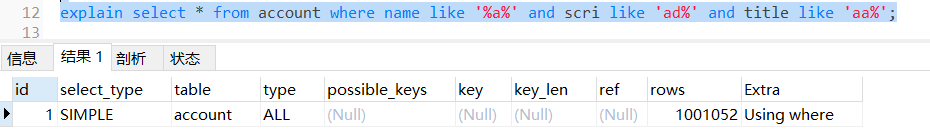 12 explain select * from account where name like '%a%' and scri like 'ad%' and title like 'aa%';
13
信息 结果 1 剖析 状态
id select_type table type possible_keys key key_len ref rows Extra
1 SIMPLE account ALL (Null) (Null) (Null) (Null) 1001052 Using where